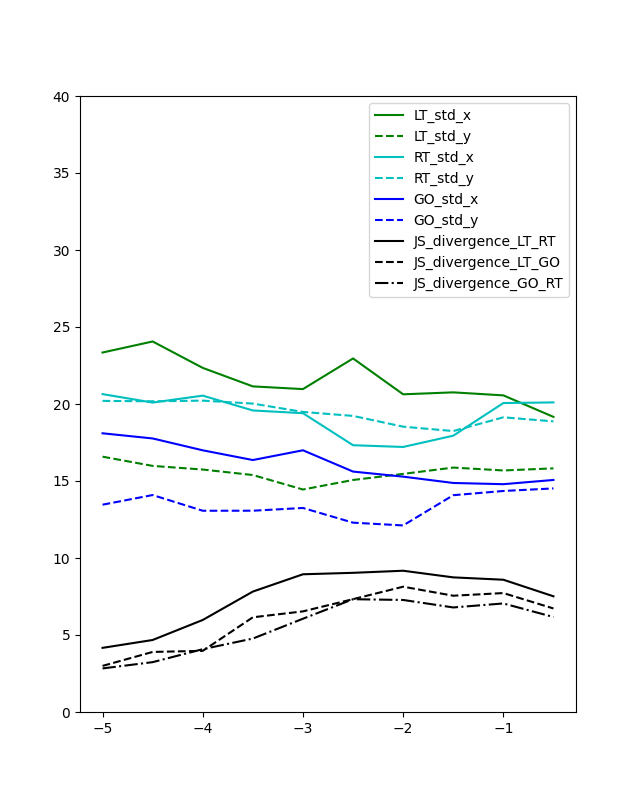 40
35
30
25
20
15
10
5
0
−5
−4
−3
−2
−1
LT_std_x
LT_std_y
RT_std_x
RT_std_y
GO_std_x
GO_std_y
JS_divergence_LT_RT
JS_divergence_LT_GO
JS_divergence_GO_RT